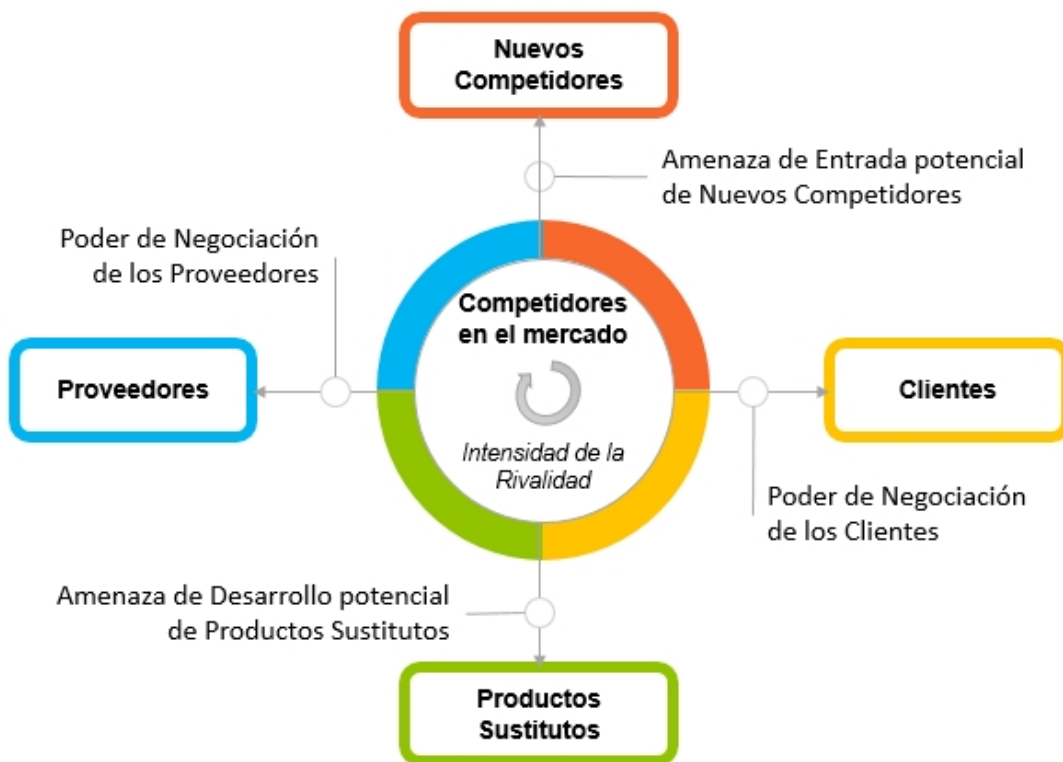 Nuevos
Competidores
Amenaza de Entrada potencial
de Nuevos Competidores
Poder de Negociación
de los Proveedores
Competidores
en el mercado
Proveedores
Clientes
Intensidad de la
Rivalidad
Poder de Negociación
de los Clientes
Amenaza de Desarrollo potencial
de Productos Sustitutos
Productos
Sustitutos